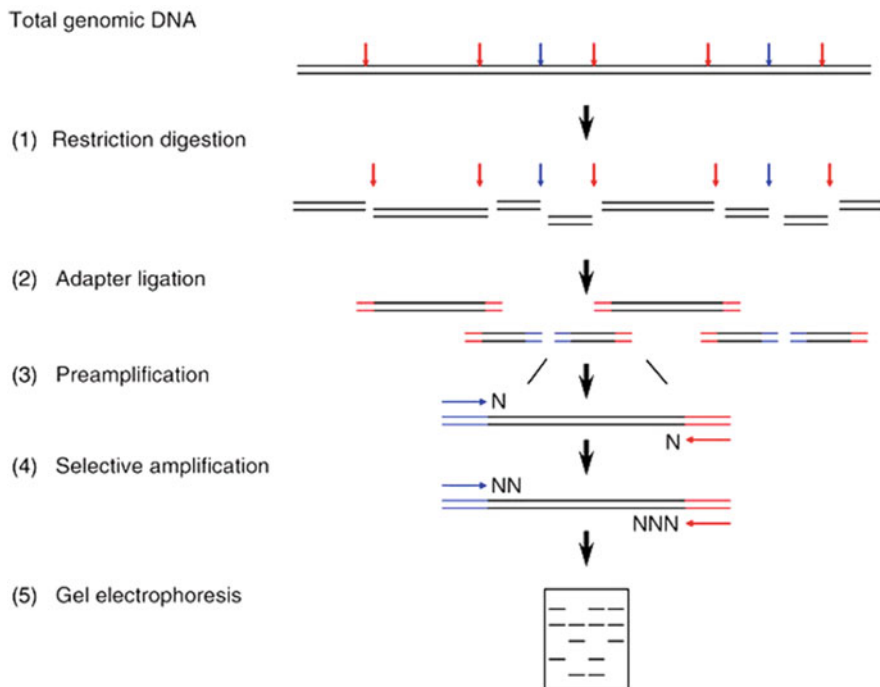 Total genomic DNA
(1) Restriction digestion
(2) Adapter ligation
(3) Preamplification
N
N
(4) Selective amplification
NN
NNN
(5) Gel electrophoresis